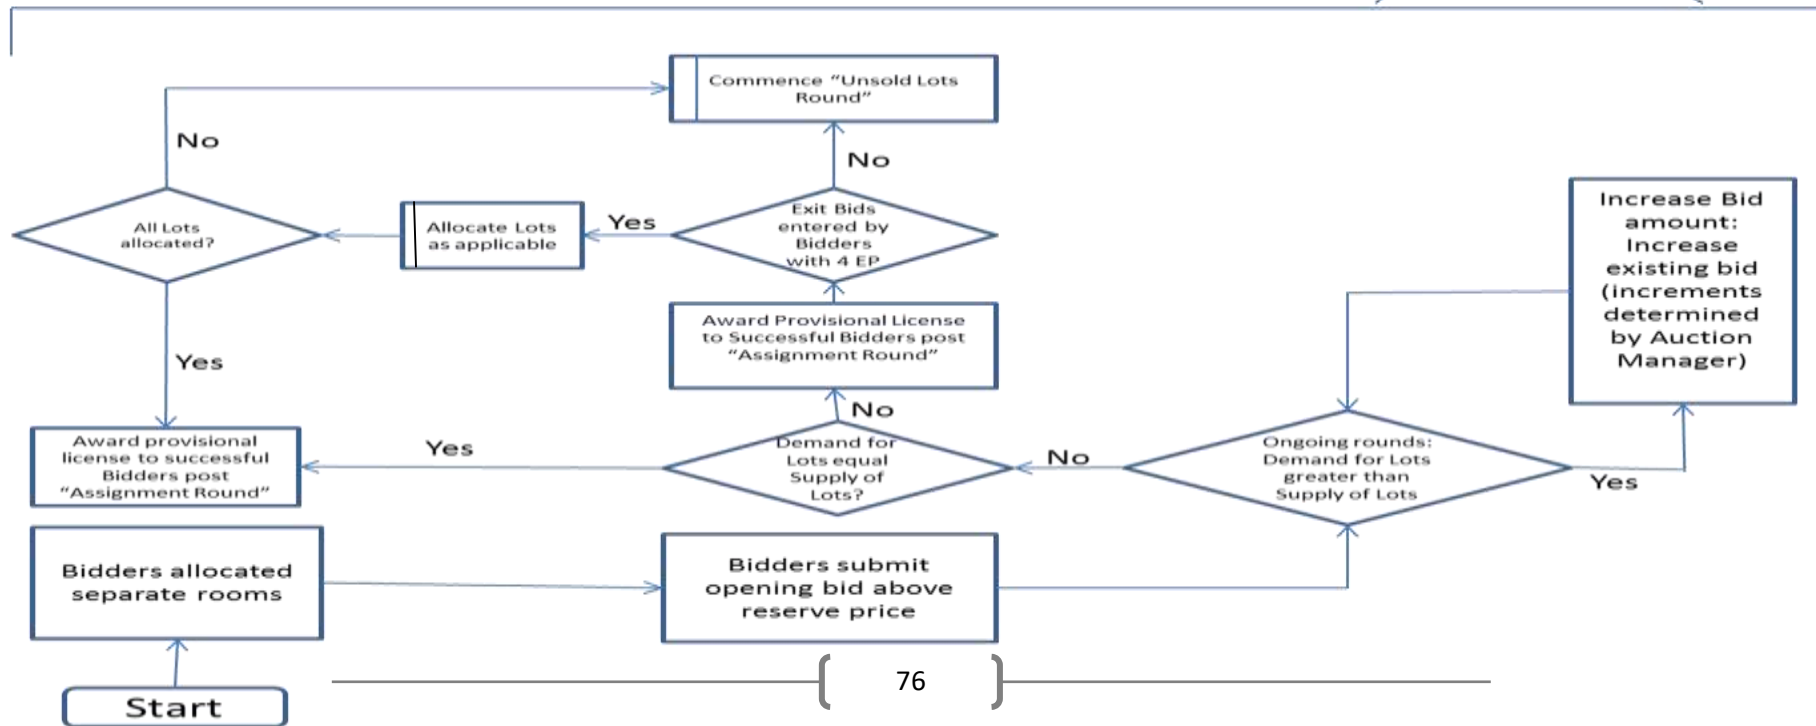 Commence “Unsold Lots
Round”
No
No
All Lots
allocated?
Allocate Lots
as applicable
Yes
Exit Bids
entered by
Bidders
with 4 EP
Increase Bid
amount:
Increase
existing bid
(increments
determined
by Auction
Manager)
Award Provisional License
to Successful Bidders post
“Assignment Round”
Yes
No
Award provisional
license to successful
Bidders post
“Assignment Round”
Yes
Demand for
Lots equal
Supply of
Lots?
No
Ongoing rounds:
Demand for Lots
greater than
Supply of Lots
Yes
Bidders allocated
separate rooms
Bidders submit
opening bid above
reserve price
Start
76